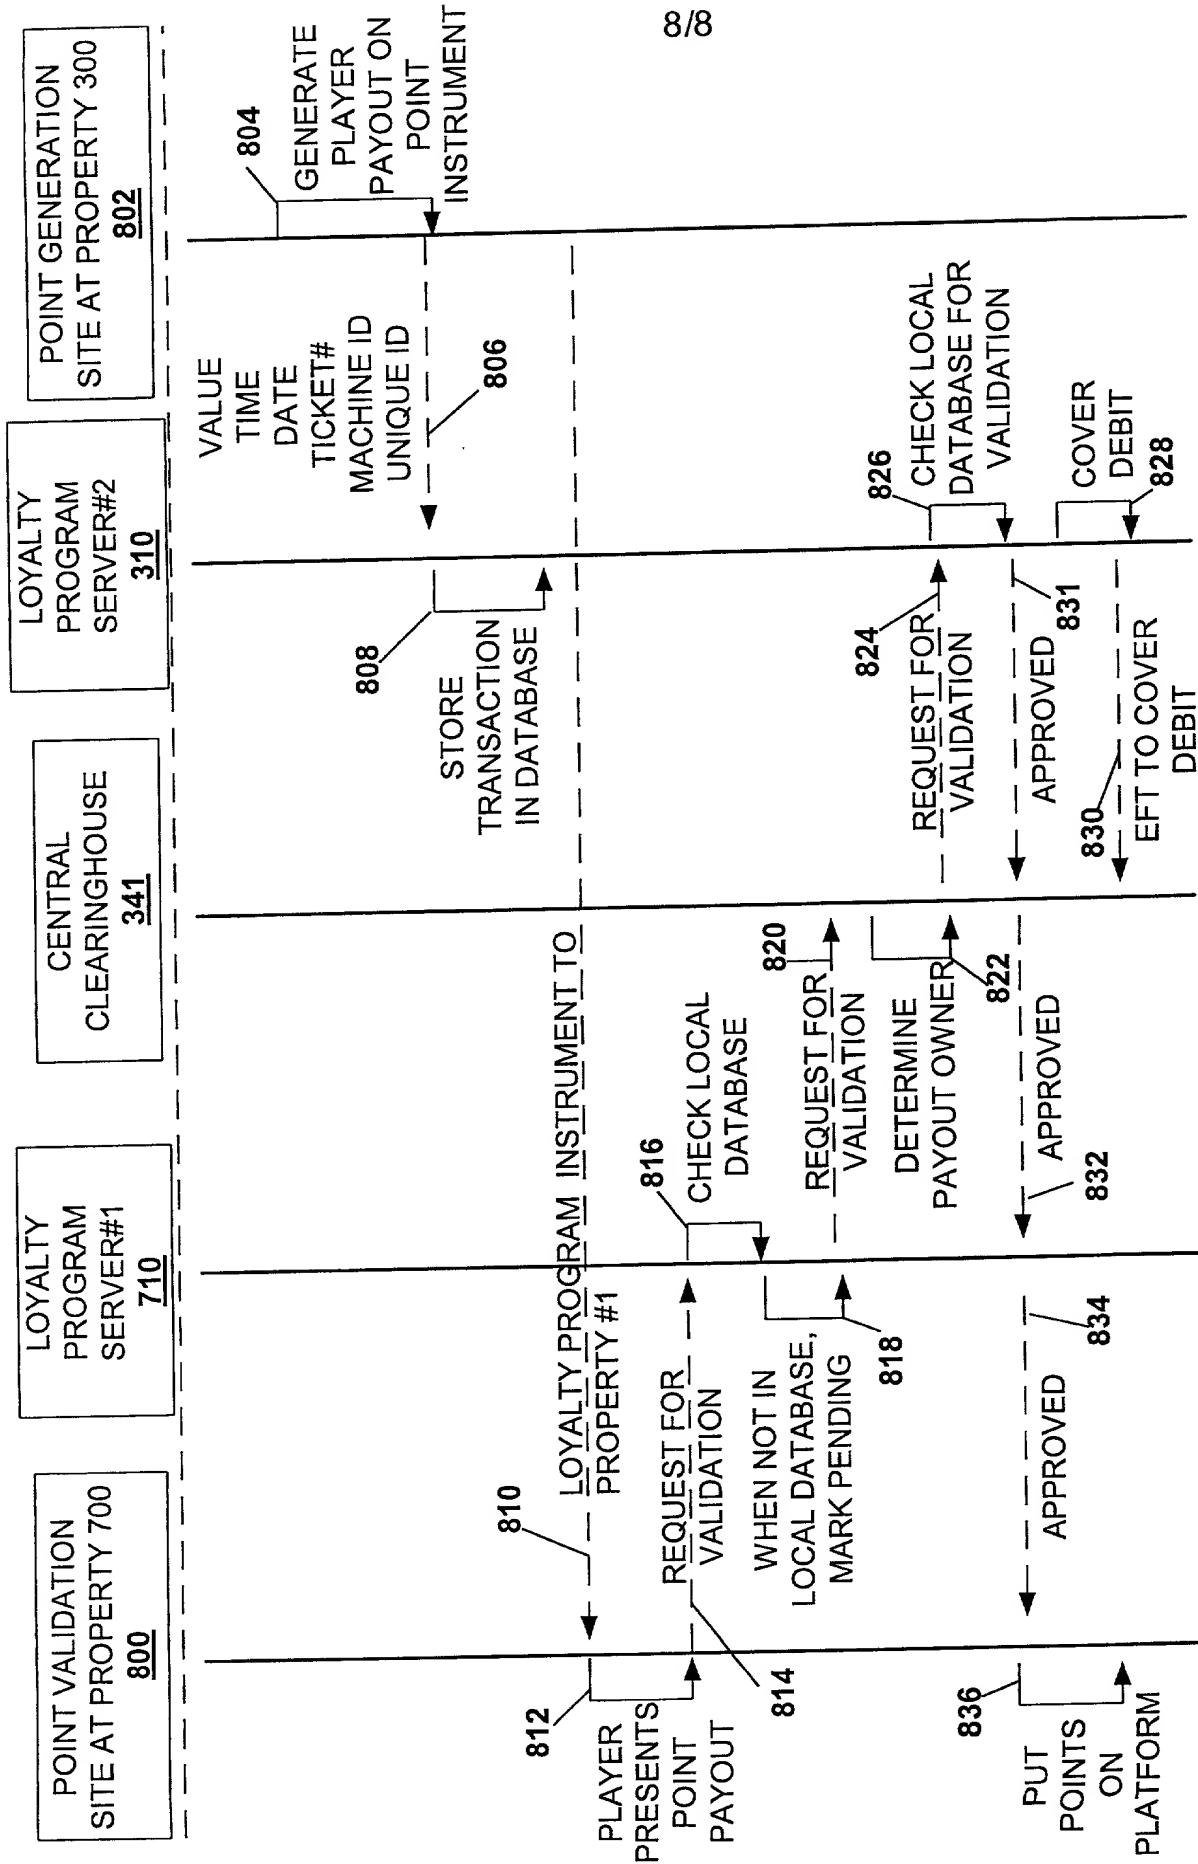 8/8
POINT VALIDATION
SITE AT PROPERTY 700
800
LOYALTY
PROGRAM
SERVER#1
710
CENTRAL
CLEARINGHOUSE
341
LOYALTY
PROGRAM
SERVER#2
310
POINT GENERATION
SITE AT PROPERTY 300
802
804
GENERATE
PLAYER
PAYOUT ON
POINT
INSTRUMENT
VALUE
TIME
DATE
TICKET#
MACHINE ID
UNIQUE ID
806
808
STORE
TRANSACTION
IN DATABASE
810
LOYALTY PROGRAM INSTRUMENT TO
PROPERTY #1
812
PLAYER
PRESENTS
POINT
PAYOUT
814
REQUEST FOR
VALIDATION
816
CHECK LOCAL
DATABASE
WHEN NOT IN
LOCAL DATABASE,
MARK PENDING
818
820
REQUEST FOR
VALIDATION
DETERMINE
PAYOUT OWNER
822
824
REQUEST FOR
VALIDATION
826
CHECK LOCAL
DATABASE FOR
VALIDATION
COVER
DEBIT
828
831
APPROVED
830
EFT TO COVER
DEBIT
APPROVED
832
834
APPROVED
836
PUT
POINTS
ON
PLATFORM